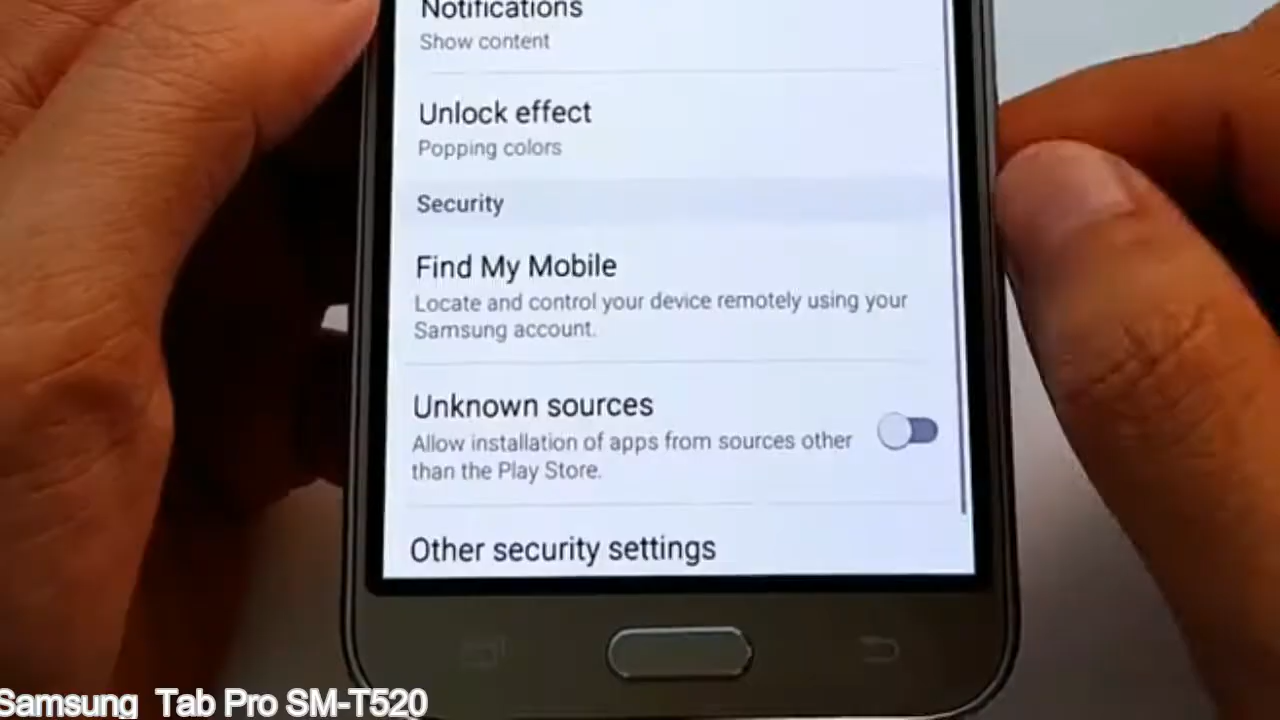 Notifications
Show content
Unlock effect
Popping colors
Security
Find My Mobile
Locate and control your device remotely using your
Samsung account.
Unknown sources
Allow installation of apps from sources other
than the Play Store.
Other security settings
Samsung Tab Pro SM-T520